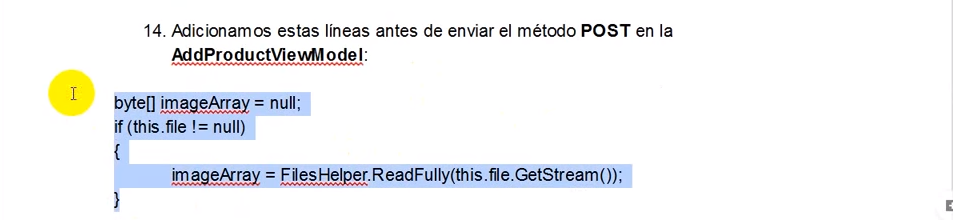 14. Adicionamos estas líneas antes de enviar el método POST en la
AddProductViewModel:
byte[] imageArray = null;
if (this.file != null)
{
imageArray = FilesHelper.ReadFully(this.file.GetStream());
}